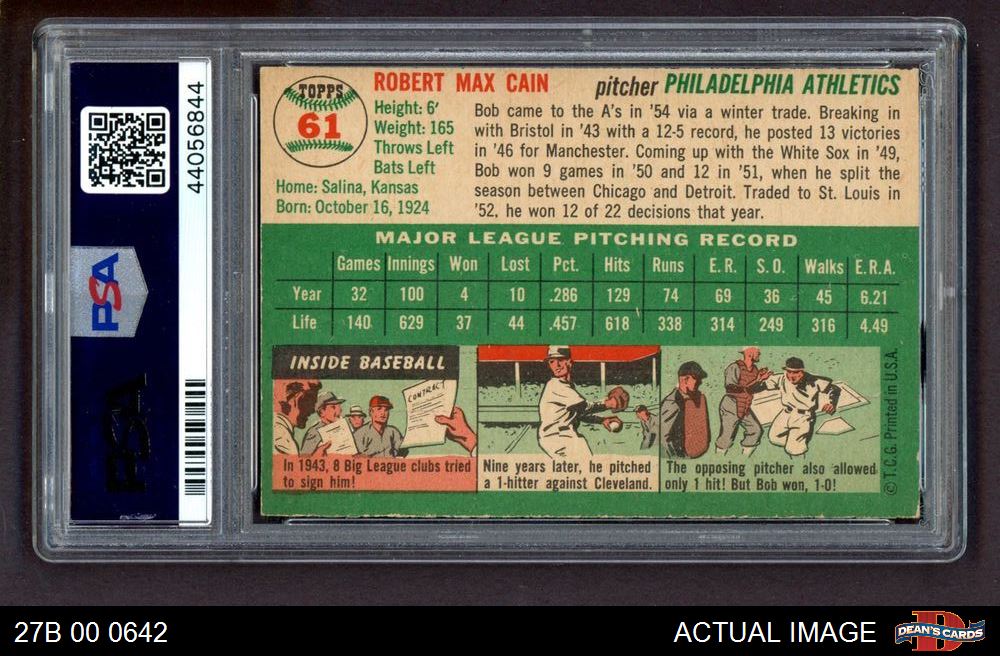 44056844
PSA
PSA
TOPPS
61
ROBERT MAX CAIN
Height: 6'
Weight: 165
Throws Left
Bats Left
Home: Salina, Kansas
Born: October 16, 1924
pitcher PHILADELPHIA ATHLETICS
Bob came to the A's in '54 via a winter trade. Breaking in
with Bristol in '43 with a 12-5 record, he posted 13 victories
in '46 for Manchester. Coming up with the White Sox in '49,
Bob won 9 games in '50 and 12 in '51, when he split the
season between Chicago and Detroit. Traded to St. Louis in
'52, he won 12 of 22 decisions that year.
MAJOR LEAGUE PITCHING RECORD
Games Innings Won Lost Pct. Hits Runs E.R. S.O. Walks E.R.A.
Year 32 100 4 10 .286 129 74 69 36 45 6.21
Life 140 629 37 44 .457 618 338 314 249 316 4.49
INSIDE BASEBALL
CONTRACT
In 1943, 8 Big League clubs tried
to sign him!
Nine years later, he pitched
a 1-hitter against Cleveland.
The opposing pitcher also allowed
only 1 hit! But Bob won, 1-0!
© T.C.G. Printed in U.S.A.
27B 00 0642
ACTUAL IMAGE
D
DEAN'S CARDS